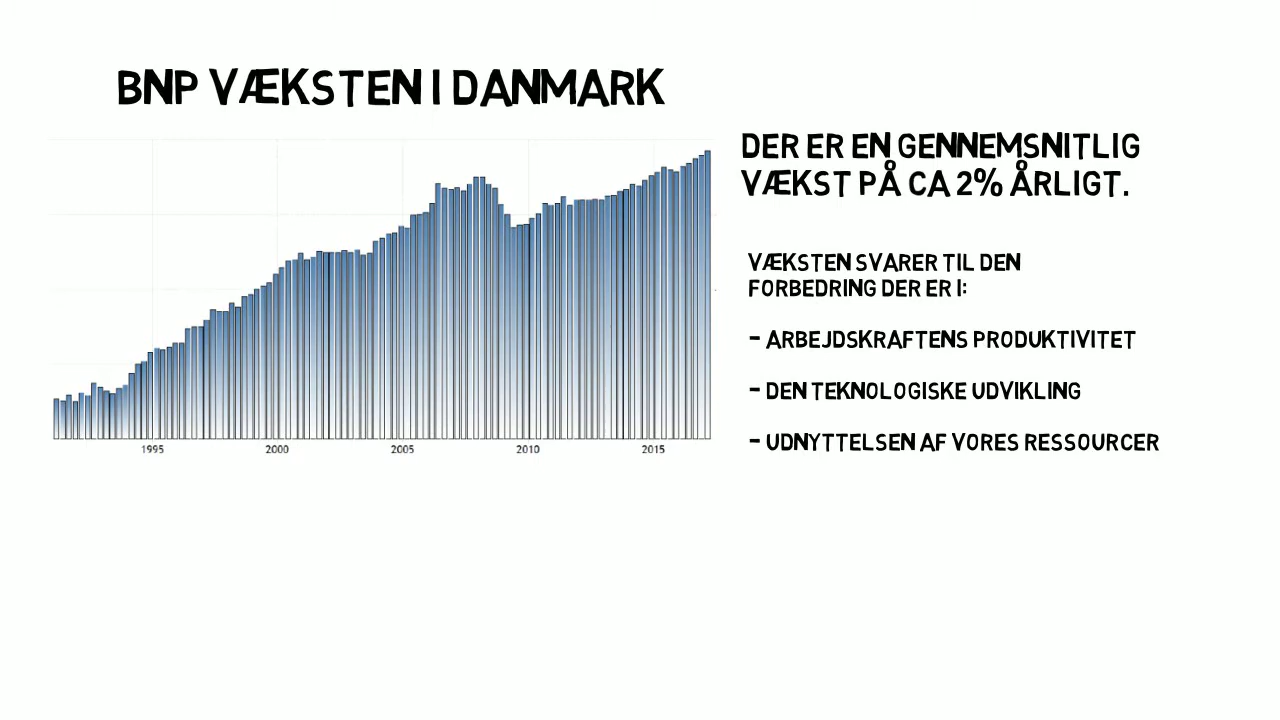 BNP VÆKSTEN I DANMARK
DER ER EN GENNEMSNITLIG
VÆKST PÅ CA 2% ÅRLIGT.
VÆKSTEN SVARER TIL DEN
FORBEDRING DER ER I:
- ARBEJDSKRAFTENS PRODUKTIVITET
- DEN TEKNOLOGISKE UDVIKLING
- UDNYTTELSEN AF VORES RESSOURCER
1995 2000 2005 2010 2015